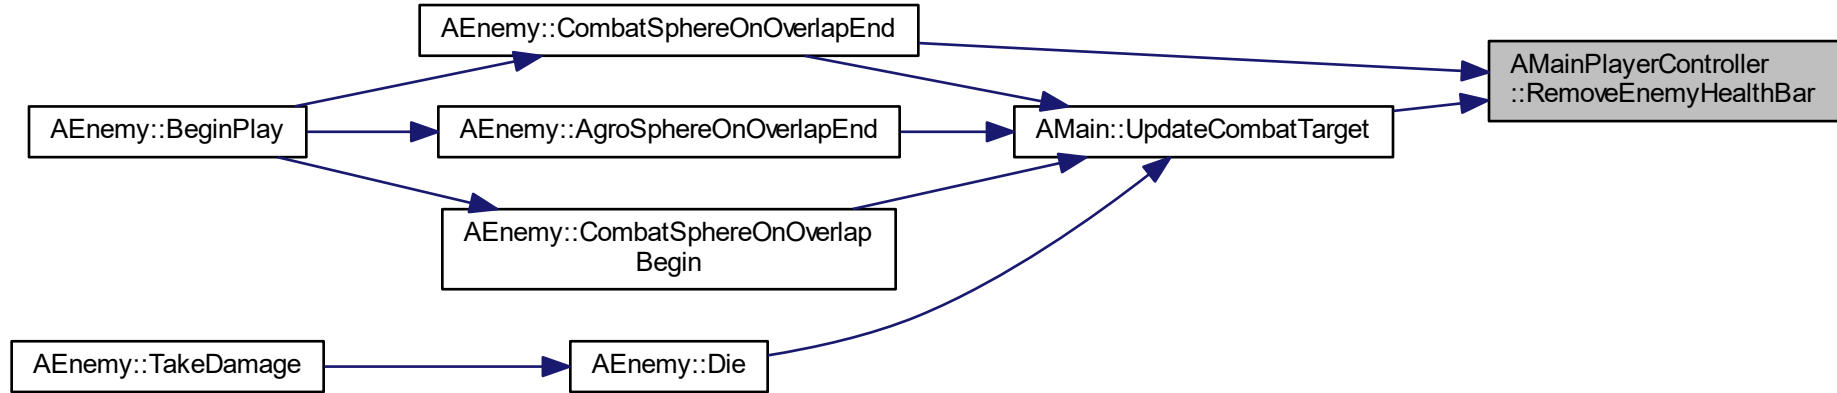 AEnemy::CombatSphereOnOverlapEnd
AMainPlayerController
::RemoveEnemyHealthBar
AEnemy::BeginPlay
AEnemy::AgroSphereOnOverlapEnd
AMain::UpdateCombatTarget
AEnemy::CombatSphereOnOverlap
Begin
AEnemy::TakeDamage
AEnemy::Die